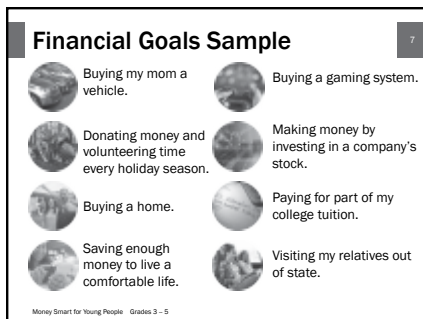 Financial Goals Sample
7
Buying my mom a
vehicle.
Donating money and
volunteering time
every holiday season.
Buying a home.
Saving enough
money to live a
comfortable life.
Buying a gaming system.
Making money by
investing in a company's
stock.
Paying for part of my
college tuition.
Visiting my relatives out
of state.
Money Smart for Young People Grades 3 – 5